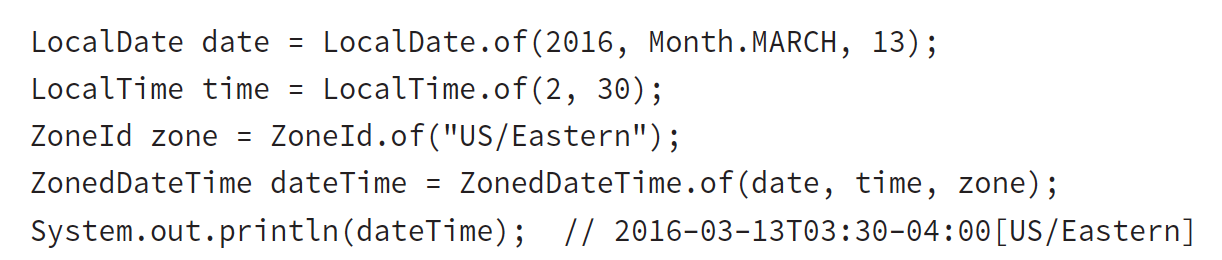 LocalDate date = LocalDate.of(2016, Month.MARCH, 13);
LocalTime time = LocalTime.of(2, 30);
ZoneId zone = ZoneId.of("US/Eastern");
ZonedDateTime dateTime = ZonedDateTime.of(date, time, zone);
System.out.println(dateTime);  // 2016–03–13T03:30–04:00[US/Eastern]